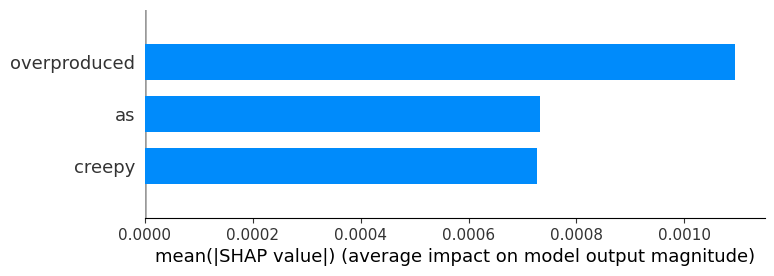 overproduced
as
creepy
0.0000 0.0002 0.0004 0.0006 0.0008 0.0010
mean(|SHAP value|) (average impact on model output magnitude)